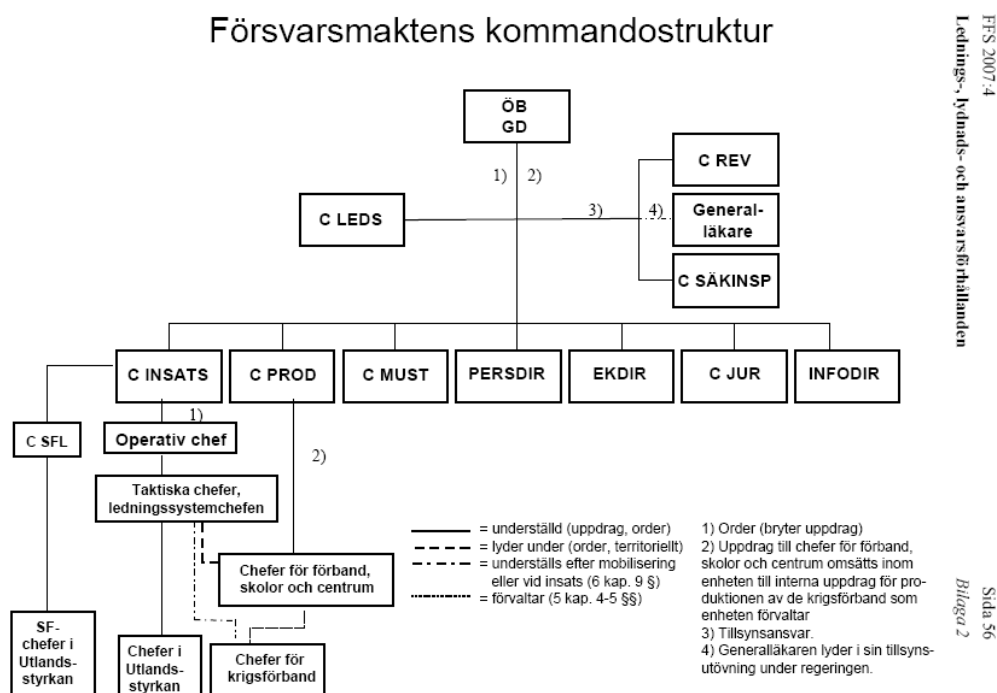 Försvarsmaktens kommandostruktur
FFS 2007:4
Lednings-, lydnads- och ansvarsförhållanden
ÖB
GD
1)
2)
C REV
C LEDS
3)
4)
General-
läkare
C SÄKINSP
C INSATS
C PROD
C MUST
PERSDIR
EKDIR
C JUR
INFODIR
1)
C SFL
Operativ chef
2)
Taktiska chefer,
ledningssystemchefen
Chefer för förband,
skolor och centrum
SF-
chefer i
Utlands-
styrkan
Chefer i
Utlands-
styrkan
Chefer för
krigsförband
= underställd (uppdrag, order)
= lyder under (order, territoriellt)
= underställs efter mobilisering
eller vid insats (6 kap. 9 §)
= förvaltar (5 kap. 4-5 §§)
1) Order (bryter uppdrag)
2) Uppdrag till chefer för förband,
skolor och centrum omsätts inom
enheten till interna uppdrag för pro-
duktionen av de krigsförband som
enheten förvaltar
3) Tillsynsansvar.
4) Generalläkaren lyder i sin tillsyns-
utövning under regeringen.
Sida 56
Bilaga 2